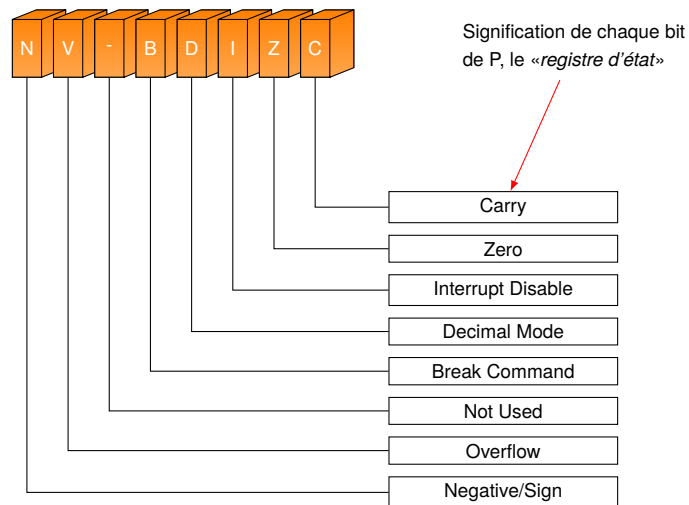 N V - B D I Z C
Signification de chaque bit
de P, le «registre d'état»
Carry
Zero
Interrupt Disable
Decimal Mode
Break Command
Not Used
Overflow
Negative/Sign